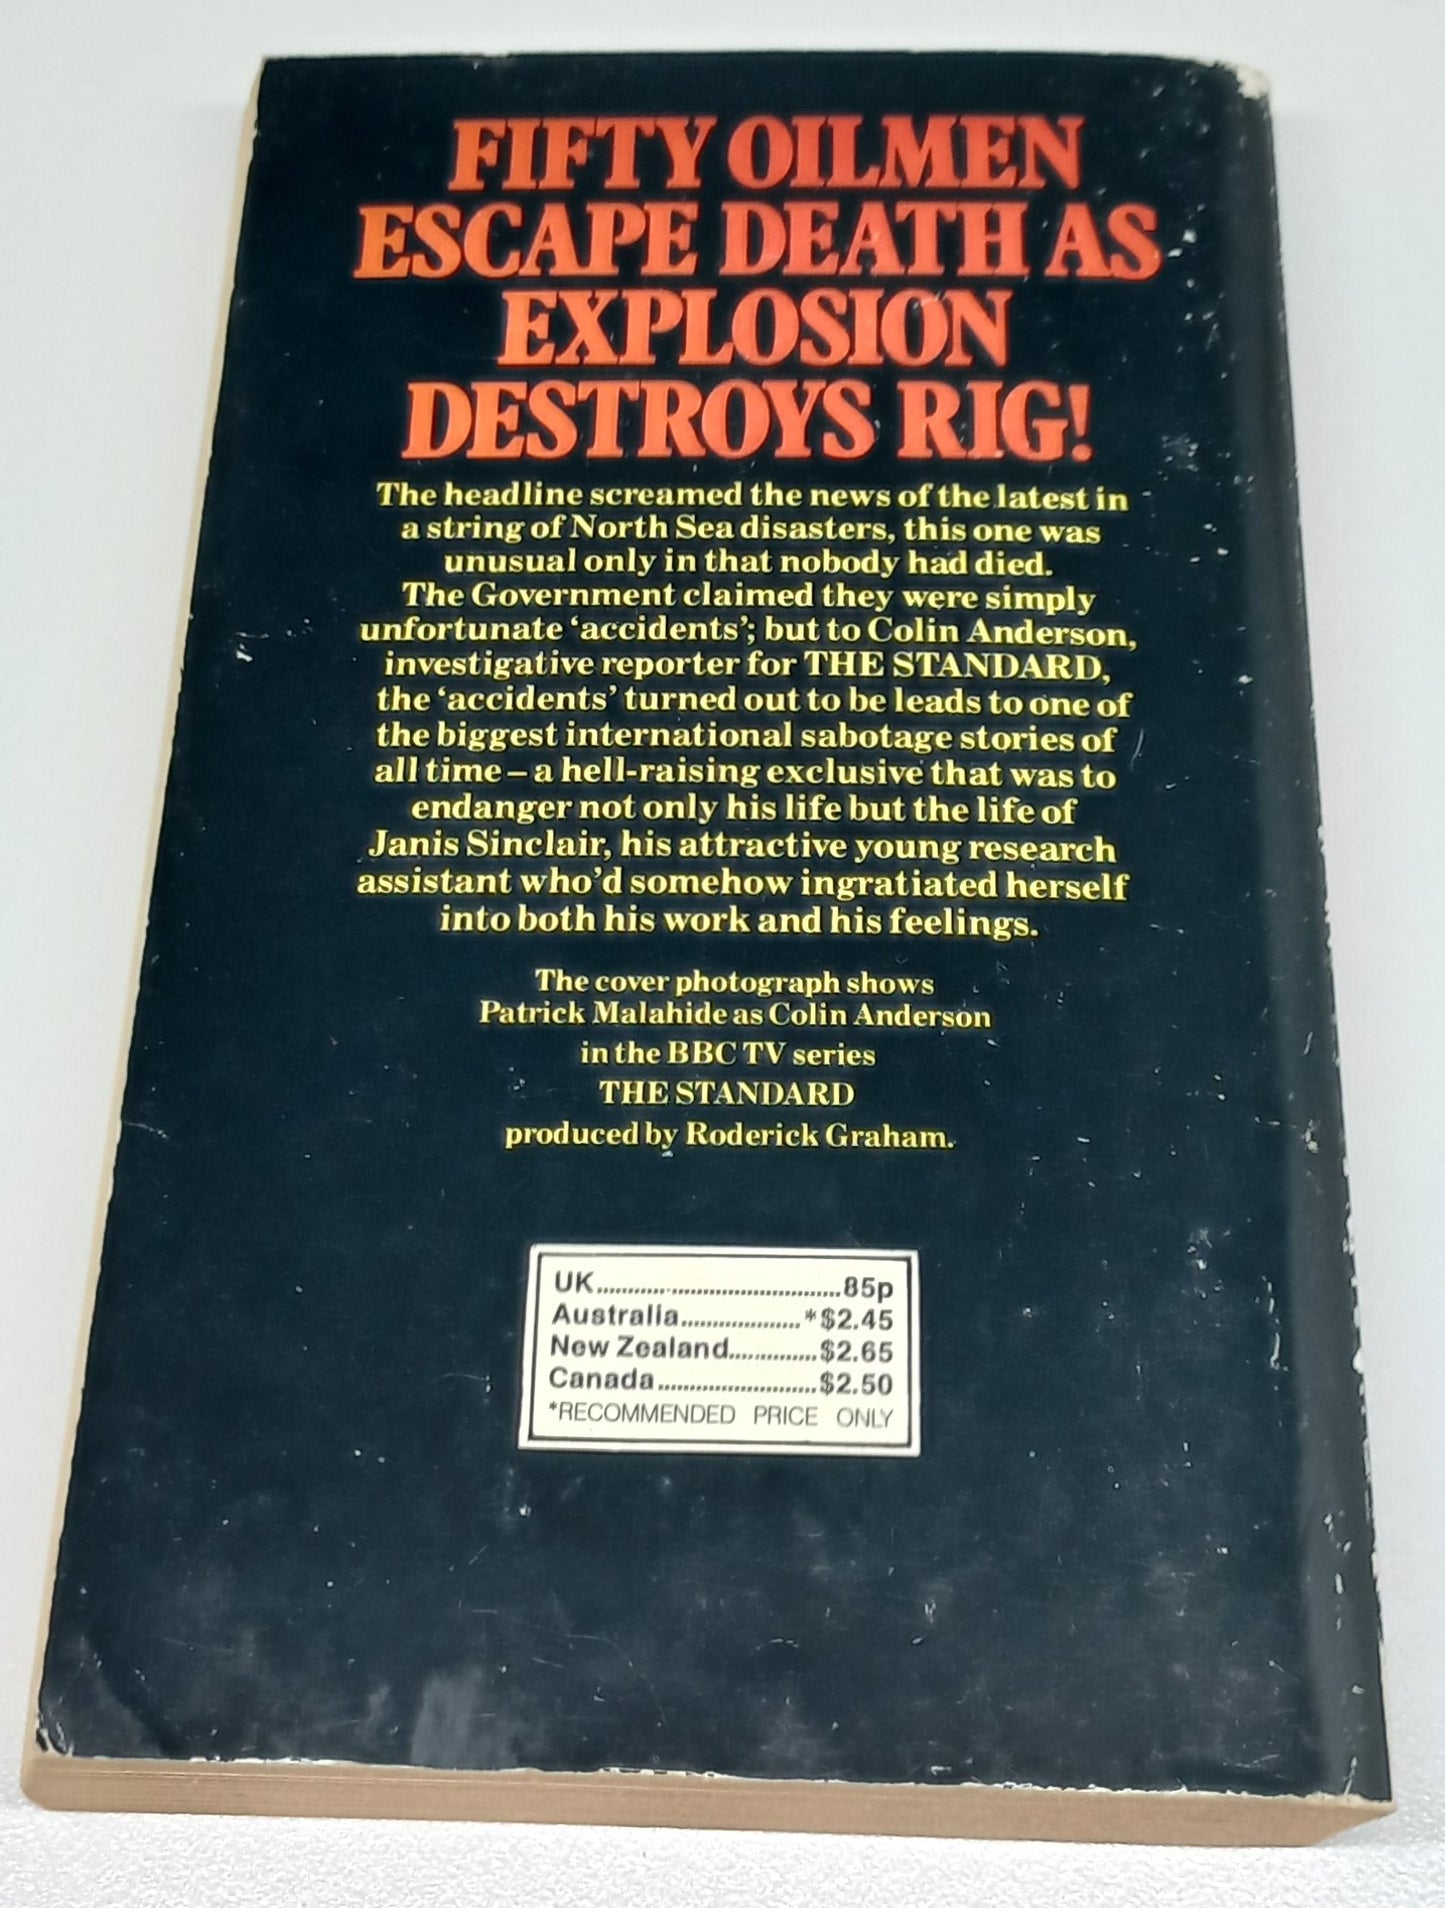 FIFTY OILMEN
ESCAPE DEATH AS
EXPLOSION
DESTROYS RIG!
The headline screamed the news of the latest in
a string of North Sea disasters, this one was
unusual only in that nobody had died.
The Government claimed they were simply
unfortunate ‘accidents’; but to Colin Anderson,
investigative reporter for THE STANDARD,
the ‘accidents’ turned out to be leads to one of
the biggest international sabotage stories of
all time – a hell-raising exclusive that was to
endanger not only his life but the life of
Janis Sinclair, his attractive young research
assistant who’d somehow ingratiated herself
into both his work and his feelings.
The cover photograph shows
Patrick Malahide as Colin Anderson
in the BBC TV series
THE STANDARD
produced by Roderick Graham.
UK........................................85p
Australia....................*$2.45
New Zealand..............$2.65
Canada..........................$2.50
*RECOMMENDED PRICE ONLY